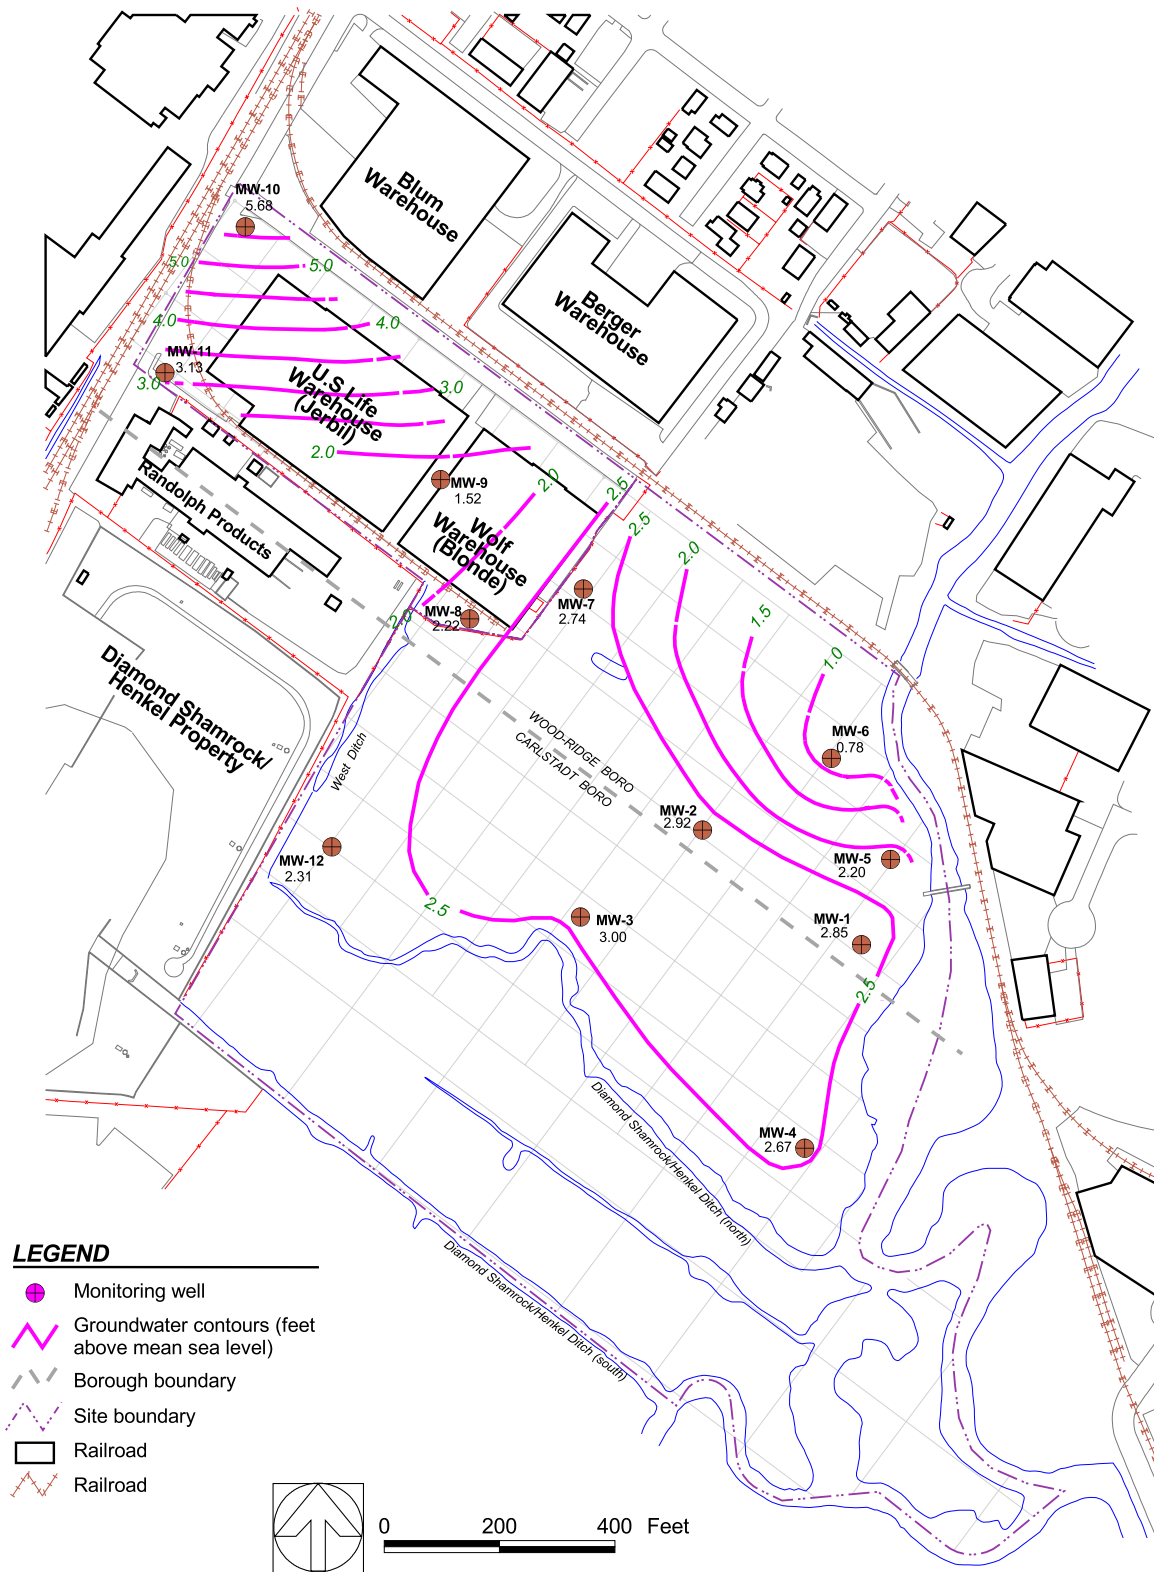 MW-10
5.68
5.0
5.0
4.0
4.0
MW-11
3.13
3.0
3.0
2.0
Blum
Warehouse
Berger
Warehouse
U.S.Life
Warehouse
(Jerbil)
MW-9
1.52
2.0
2.5
2.5
2.0
Wolf
Warehouse
(Blonde)
Randolph Products
MW-7
2.74
MW-8
2.22
2.0
1.5
1.0
Diamond Shamrock/
Henkel Property
West Ditch
WOOD-RIDGE BORO
CARLSTADT BORO
MW-6
0.78
MW-2
2.92
MW-5
2.20
MW-12
2.31
2.5
MW-3
3.00
MW-1
2.85
2.5
MW-4
2.67
Diamond Shamrock/Henkel Ditch (north)
Diamond Shamrock/Henkel Ditch (south)
LEGEND
Monitoring well
Groundwater contours (feet
above mean sea level)
Borough boundary
Site boundary
Railroad
Railroad
0 200 400 Feet